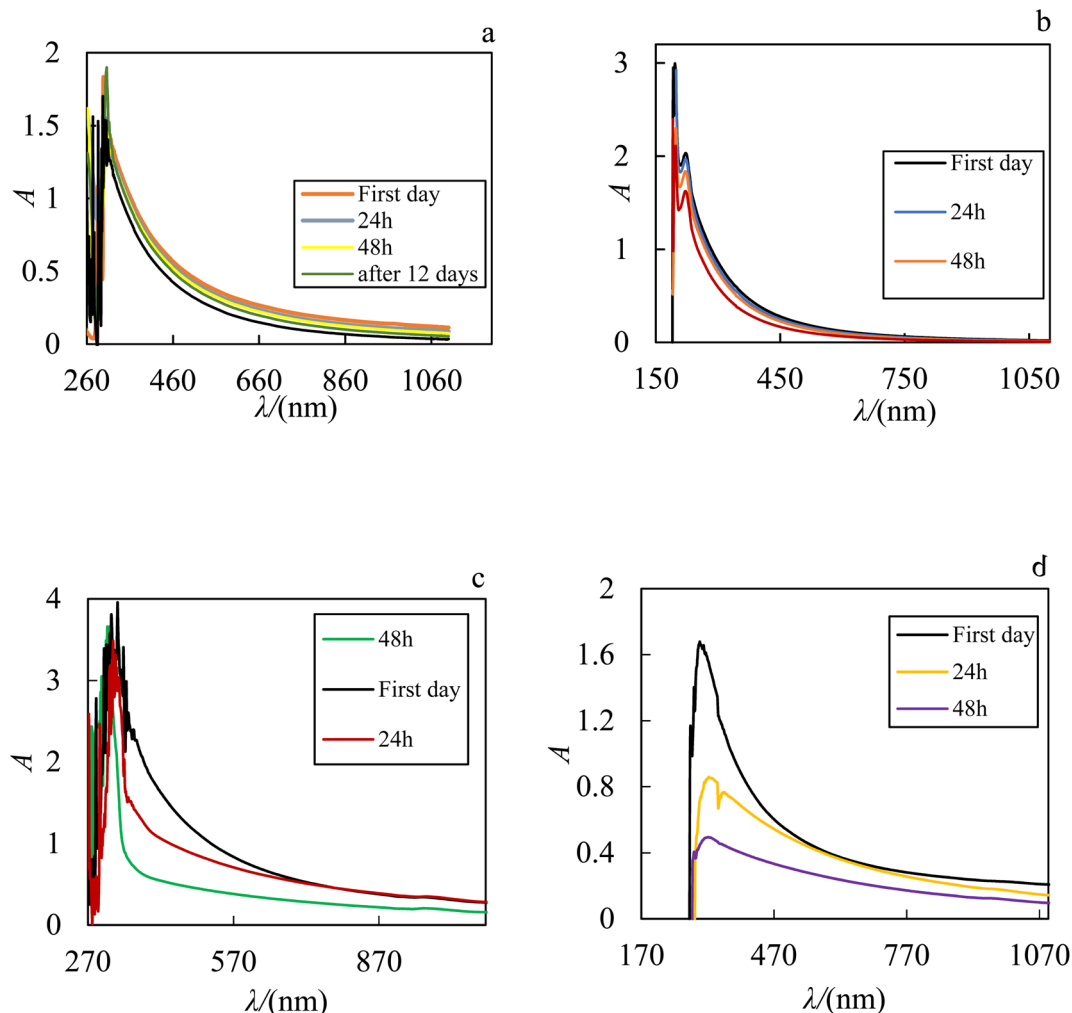 a
2
1.5
1
0.5
0
A
First day
24h
48h
after 12 days
260 460 660 860 1060
λ/(nm)
b
3
2
1
0
A
First day
24h
48h
150 450 750 1050
λ/(nm)
c
4
3
2
1
0
A
48h
First day
24h
270 570 870
λ/(nm)
d
2
1.6
1.2
0.8
0.4
0
A
First day
24h
48h
170 470 770 1070
λ/(nm)